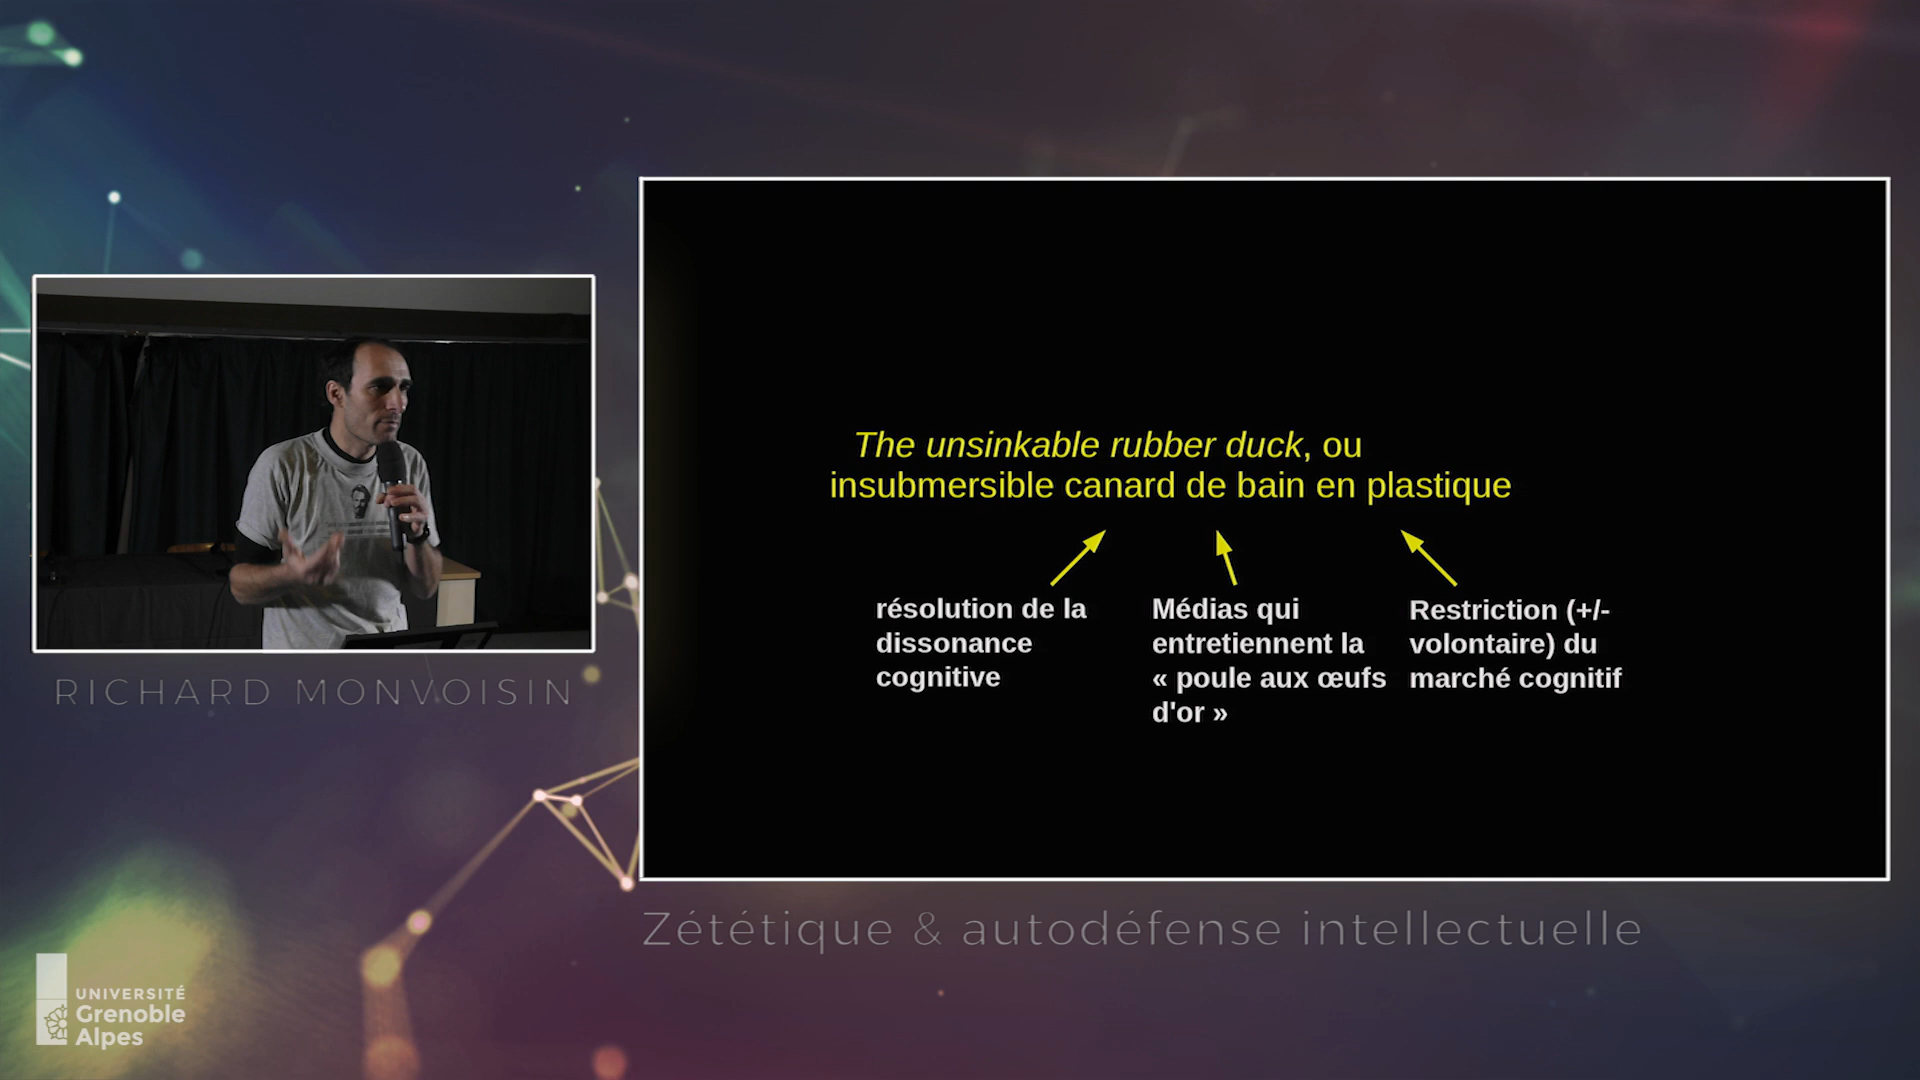 The unsinkable rubber duck, ou
insubmersible canard de bain en plastique
résolution de la
dissonance
cognitive
Médias qui
entretiennent la
« poule aux œufs
d'or »
Restriction (+/-
volontaire) du
marché cognitif
RICHARD MONVOISIN
Zététique & autodéfense intellectuelle
UNIVERSITÉ
Grenoble
Alpes